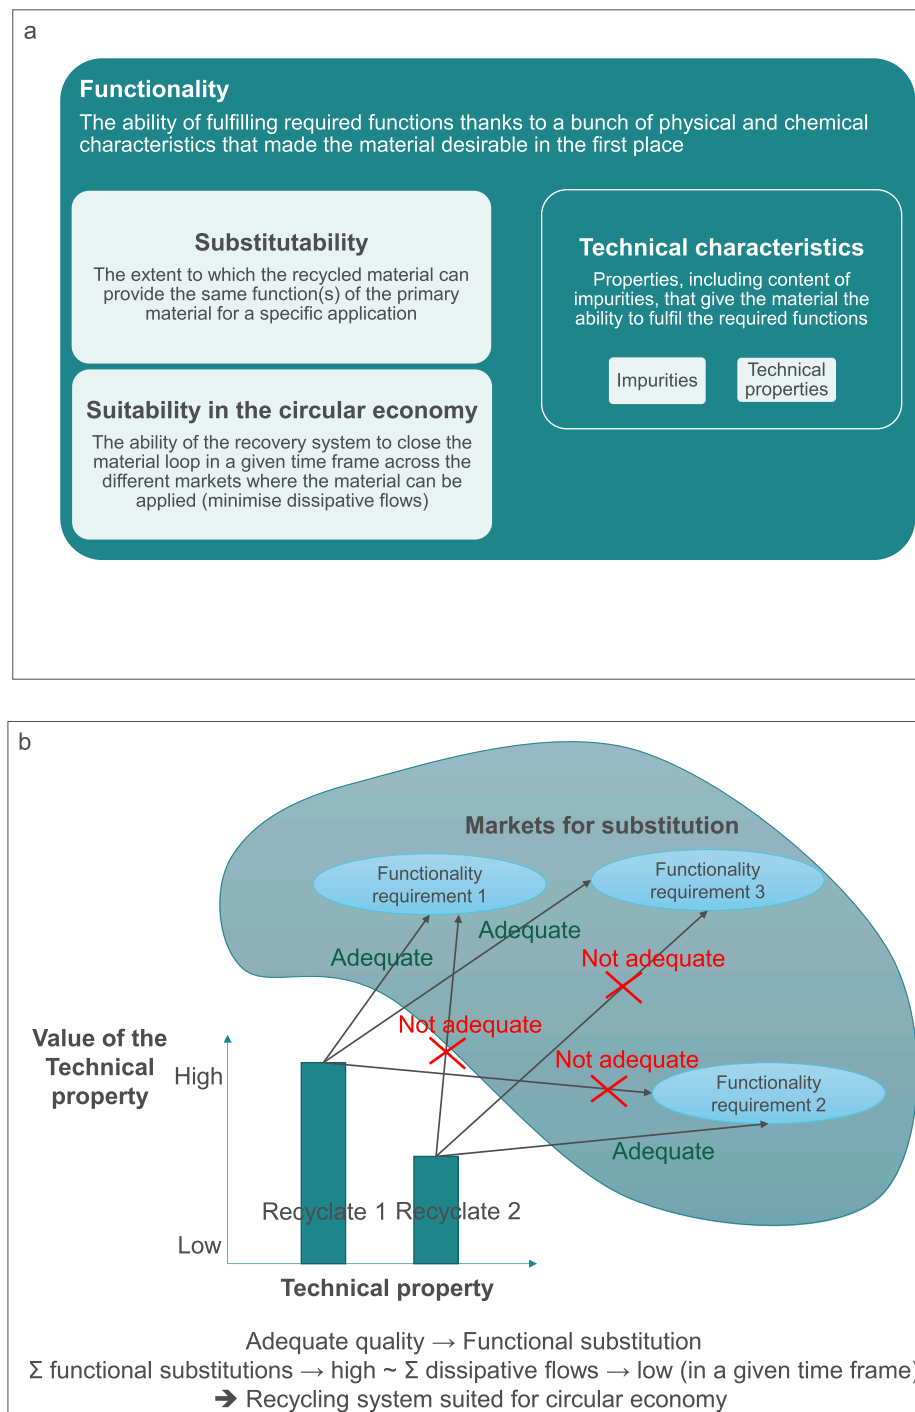 a
Functionality
The ability of fulfilling required functions thanks to a bunch of physical and chemical
characteristics that made the material desirable in the first place
Substitutability
The extent to which the recycled material can
provide the same function(s) of the primary
material for a specific application
Technical characteristics
Properties, including content of
impurities, that give the material the
ability to fulfil the required functions
Impurities
Technical
properties
Suitability in the circular economy
The ability of the recovery system to close the
material loop in a given time frame across the
different markets where the material can be
applied (minimise dissipative flows)
b
Markets for substitution
Functionality
requirement 1
Functionality
requirement 3
Adequate
Adequate
Not adequate
Not adequate
Not adequate
Value of the
Technical
property
High
Functionality
requirement 2
Adequate
Recyclate 1
Recyclate 2
Low
Technical property
Adequate quality → Functional substitution
Σ functional substitutions → high ~ Σ dissipative flows → low (in a given time frame)
➔ Recycling system suited for circular economy